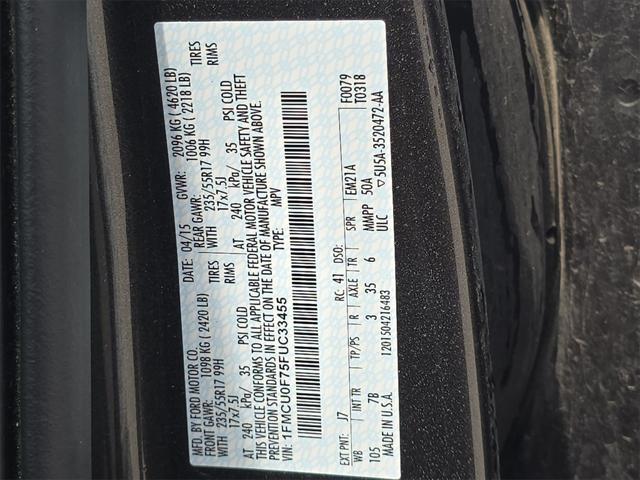 MFD. BY FORD MOTOR CO.
DATE: 04/15 GVWR: 2096 KG ( 4620 LB)
FRONT GAWR: 1098 KG (2420 LB) REAR GAWR: 1006 KG ( 2218 LB)
WITH 235/55R17 99H TIRES WITH 235/55R17 99H TIRES
17x7.5J RIMS 17x7.5J RIMS
AT 240 kPa/ 35 PSI COLD AT 240 kPa/ 35 PSI COLD
THIS VEHICLE CONFORMS TO ALL APPLICABLE FEDERAL MOTOR VEHICLE SAFETY AND THEFT
PREVENTION STANDARDS IN EFFECT ON THE DATE OF MANUFACTURE SHOWN ABOVE.
VIN: 1FMCU0F75FUC33455 TYPE: MPV
F0079
T0318
EXT PNT: J7 RC: 41 DSO:
WB INT TR TP/PS R AXLE TR SPR EM21A
105 7B 3 35 6 MMPP 50A
MADE IN U.S.A. 1201504216483 ULC ▽5U5A-3520472-AA